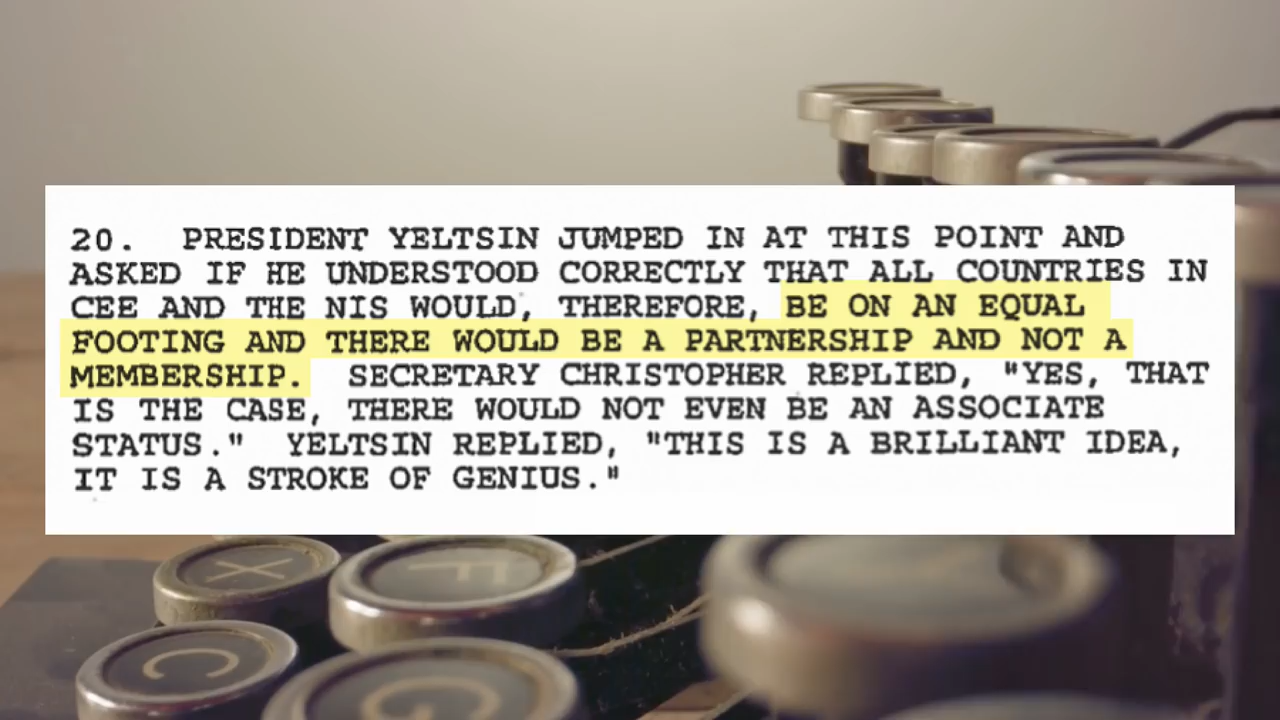 20. PRESIDENT YELTSIN JUMPED IN AT THIS POINT AND
ASKED IF HE UNDERSTOOD CORRECTLY THAT ALL COUNTRIES IN
CEE AND THE NIS WOULD, THEREFORE, BE ON AN EQUAL
FOOTING AND THERE WOULD BE A PARTNERSHIP AND NOT A
MEMBERSHIP. SECRETARY CHRISTOPHER REPLIED, "YES, THAT
IS THE CASE, THERE WOULD NOT EVEN BE AN ASSOCIATE
STATUS." YELTSIN REPLIED, "THIS IS A BRILLIANT IDEA,
IT IS A STROKE OF GENIUS."
X F
C G